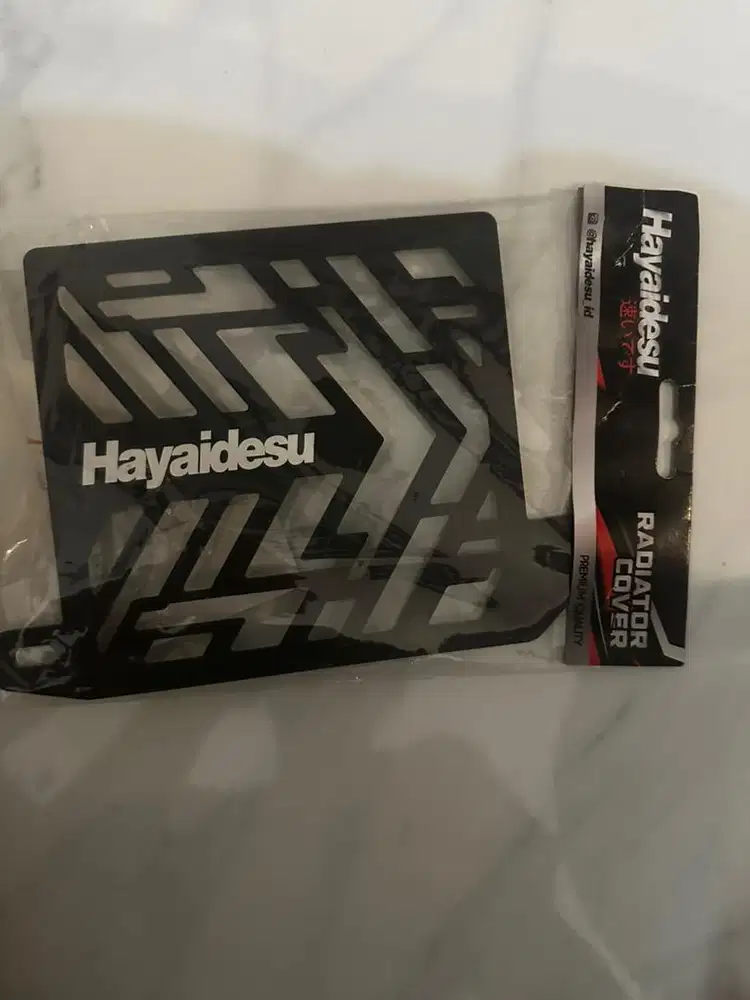 Hayaidesu
Hayaidesu
速いです
@hayaidesu_id
RADIATOR
COVER
PREMIUM QUALITY